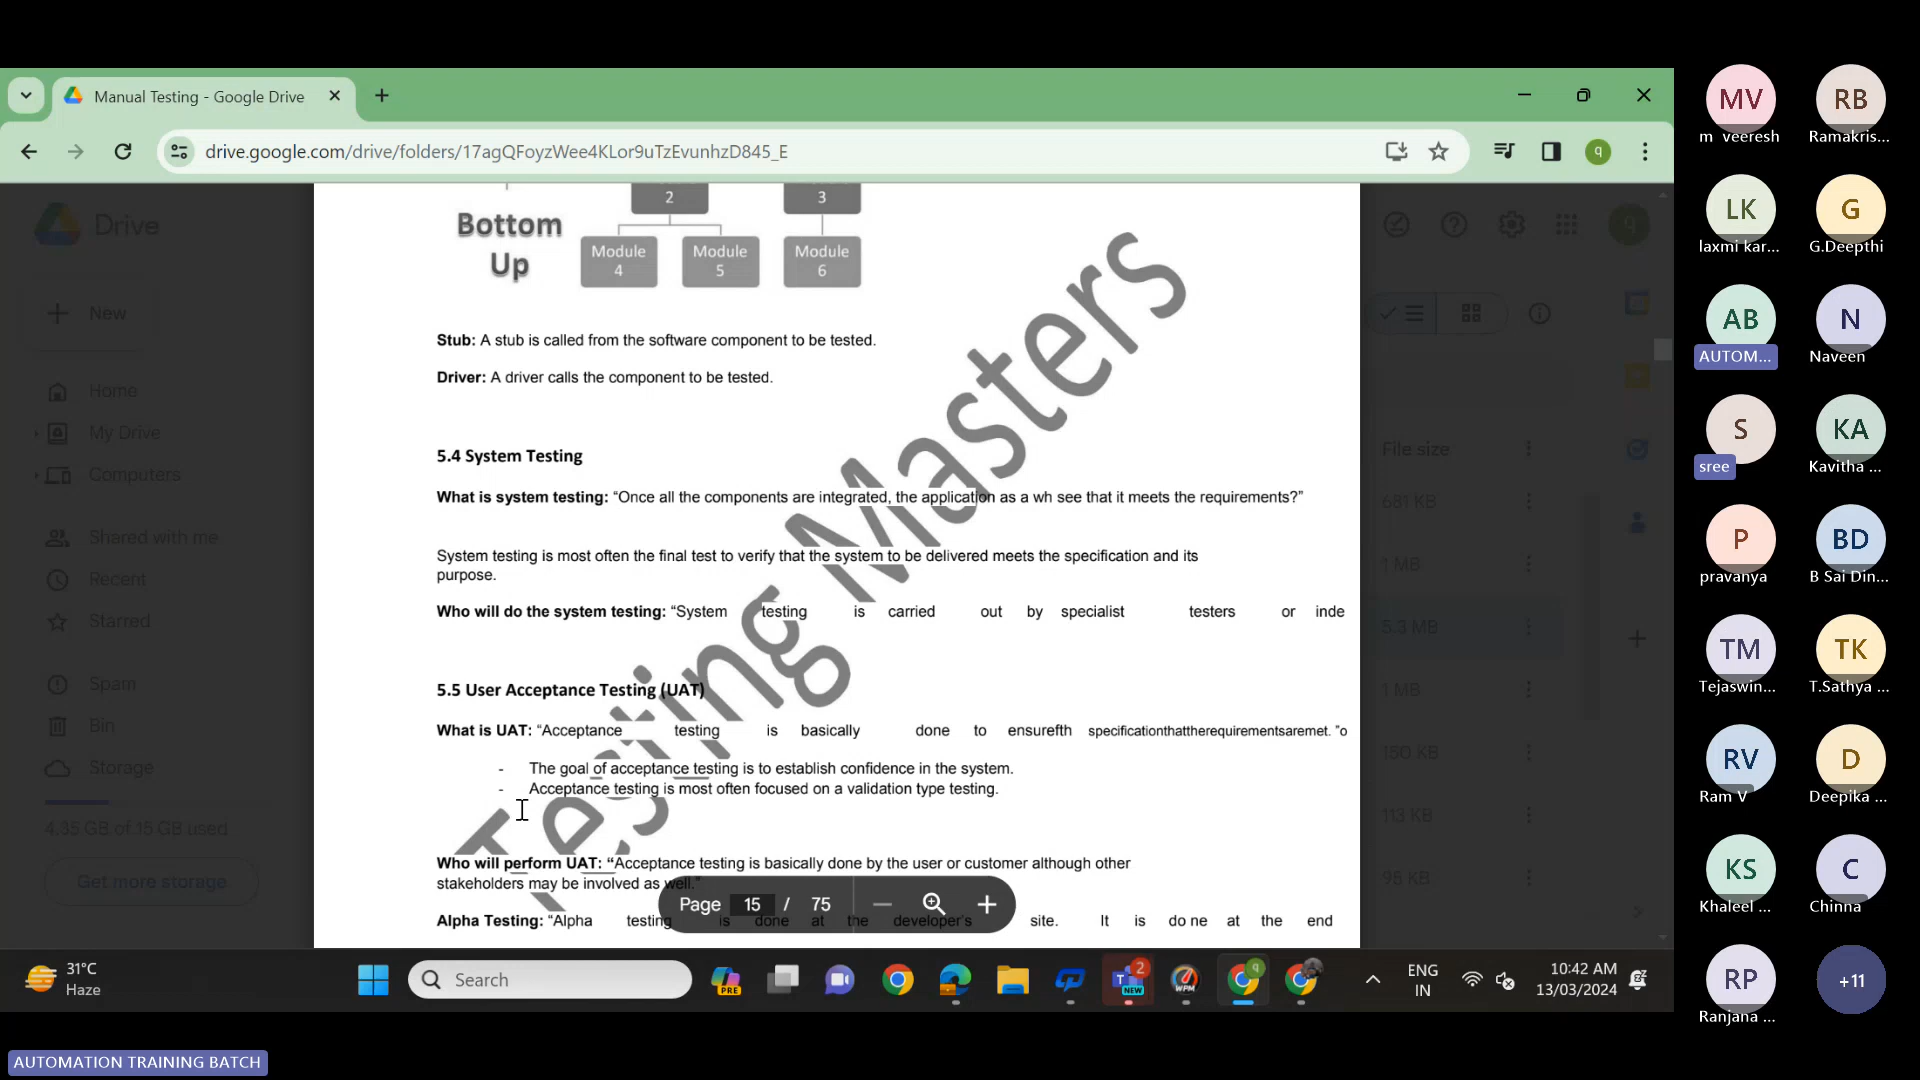 Manual Testing - Google Drive
drive.google.com/drive/folders/17agQFoyzWee4KLor9uTzEvunhzD845_E
q
Drive
q
New
Home
My Drive
Computers
Shared with me
Recent
Starred
Spam
Bin
Storage
4.35 GB of 15 GB used
Get more storage
File size
681 KB
1 MB
5.3 MB
1 MB
150 KB
113 KB
Bottom
Up
2
3
Module
4
Module
5
Module
6
Stub: A stub is called from the software component to be tested.
Driver: A driver calls the component to be tested.
5.4 System Testing
What is system testing: “Once all the components are integrated, the application as a wh see that it meets the requirements?”
System testing is most often the final test to verify that the system to be delivered meets the specification and its
purpose.
Who will do the system testing: “System testing is carried out by specialist testers or inde
5.5 User Acceptance Testing (UAT)
What is UAT: “Acceptance testing is basically done to ensurefth specificationthattherequirementsaremet. ”o
- The goal of acceptance testing is to establish confidence in the system.
- Acceptance testing is most often focused on a validation type testing.
Who will perform UAT: “Acceptance testing is basically done by the user or customer although other
stakeholders may be involved as well.”
Alpha Testing: “Alpha testing is done at the developer’s site. It is do ne at the end
Testing Masters
Page 15 / 75
31°C
Haze
Search
PRE
2
NEW
WPM
q
ENG
IN
10:42 AM
13/03/2024
MV
m veeresh
RB
Ramakris...
LK
laxmi kar...
G
G.Deepthi
AB
AUTOM...
N
Naveen
S
sree
KA
Kavitha ...
P
pravanya
BD
B Sai Din...
TM
Tejaswin...
TK
T.Sathya ...
RV
Ram V
D
Deepika ...
KS
Khaleel ...
C
Chinna
RP
Ranjana ...
+11
AUTOMATION TRAINING BATCH